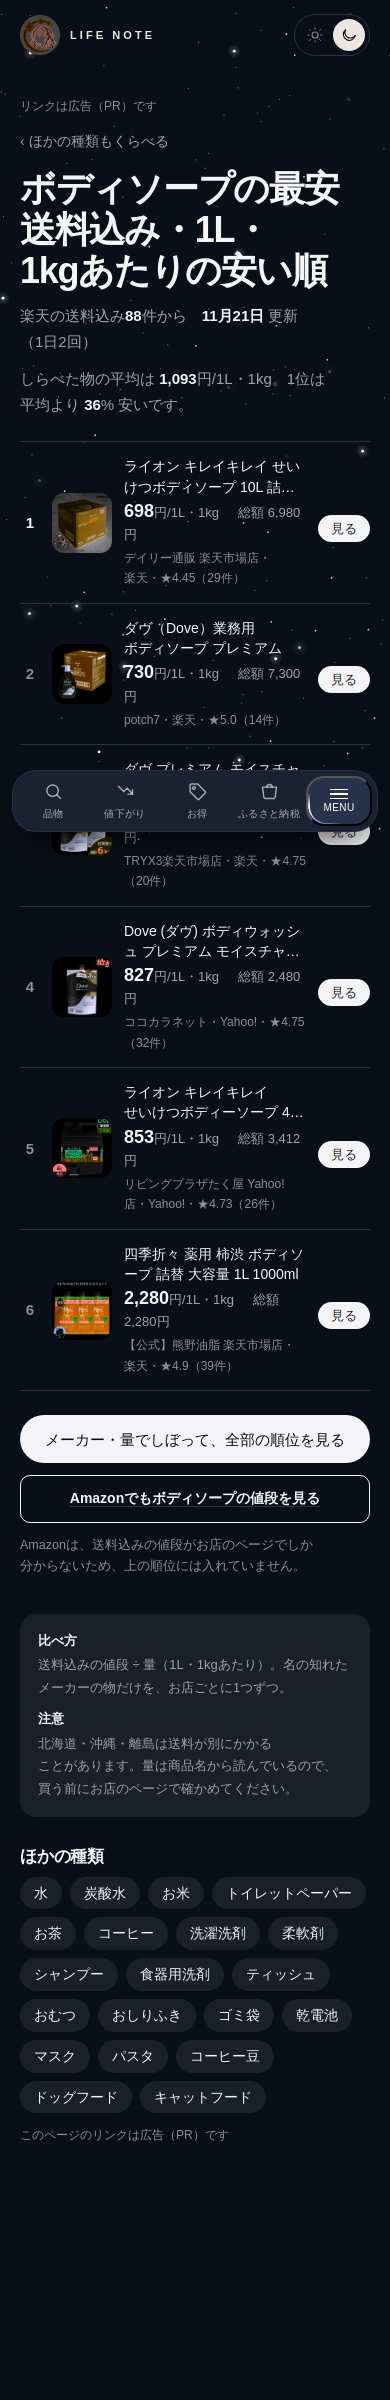 LIFE NOTE
リンクは広告（PR）です
‹ ほかの種類もくらべる
ボディソープの最安
送料込み・1L・
1kgあたりの安い順
楽天の送料込み88件から　11月21日 更新
（1日2回）
しらべた物の平均は 1,093円/1L・1kg。1位は
平均より 36% 安いです。
1
ライオン キレイキレイ せい
けつボディソープ 10L 詰…
698円/1L・1kg　総額 6,980
円
デイリー通販 楽天市場店・
楽天・★4.45（29件）
見る
2
ダヴ（Dove）業務用
ボディソープ プレミアム
730円/1L・1kg　総額 7,300
円
potch7・楽天・★5.0（14件）
見る
ダヴ プレミアム モイスチャ
品物
値下がり
お得
ふるさと納税
MENU
円
見る
TRYX3楽天市場店・楽天・★4.75
（20件）
4
Dove (ダヴ) ボディウォッシ
ュ プレミアム モイスチャ…
827円/1L・1kg　総額 2,480
円
ココカラネット・Yahoo!・★4.75
（32件）
見る
5
ライオン キレイキレイ
せいけつボディーソープ 4…
853円/1L・1kg　総額 3,412
円
リビングプラザたく屋 Yahoo!
店・Yahoo!・★4.73（26件）
見る
6
四季折々 薬用 柿渋 ボディソ
ープ 詰替 大容量 1L 1000ml
2,280円/1L・1kg　総額
2,280円
【公式】熊野油脂 楽天市場店・
楽天・★4.9（39件）
見る
メーカー・量でしぼって、全部の順位を見る
Amazonでもボディソープの値段を見る
Amazonは、送料込みの値段がお店のページでしか
分からないため、上の順位には入れていません。
比べ方
送料込みの値段 ÷ 量（1L・1kgあたり）。名の知れた
メーカーの物だけを、お店ごとに1つずつ。
注意
北海道・沖縄・離島は送料が別にかかる
ことがあります。量は商品名から読んでいるので、
買う前にお店のページで確かめてください。
ほかの種類
水
炭酸水
お米
トイレットペーパー
お茶
コーヒー
洗濯洗剤
柔軟剤
シャンプー
食器用洗剤
ティッシュ
おむつ
おしりふき
ゴミ袋
乾電池
マスク
パスタ
コーヒー豆
ドッグフード
キャットフード
このページのリンクは広告（PR）です